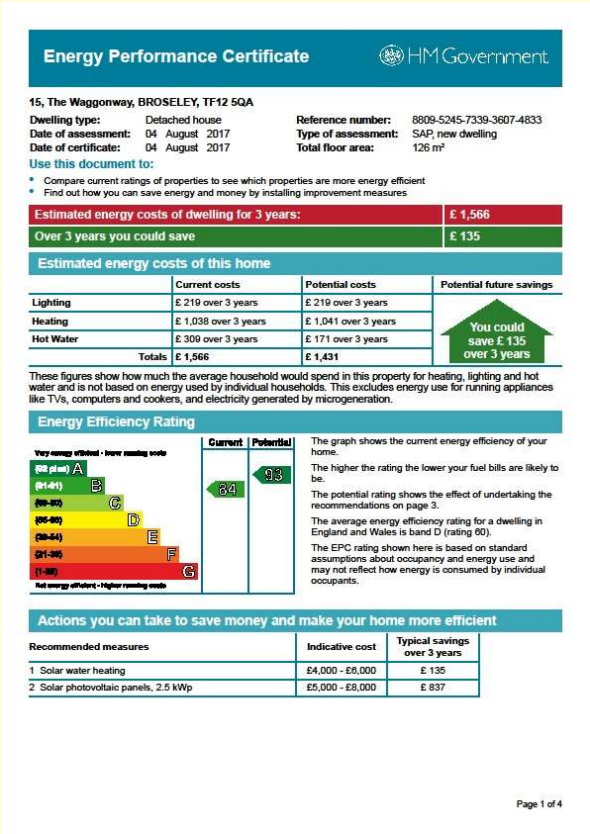 Energy Performance Certificate
HM Government
15, The Waggonway, BROSELEY, TF12 5QA
Dwelling type: Detached house
Date of assessment: 04 August 2017
Date of certificate: 04 August 2017
Reference number: 8809-5245-7339-3607-4833
Type of assessment: SAP, new dwelling
Total floor area: 126 m²
Use this document to:
• Compare current ratings of properties to see which properties are more energy efficient
• Find out how you can save energy and money by installing improvement measures
Estimated energy costs of dwelling for 3 years: £ 1,566
Over 3 years you could save £ 135
Estimated energy costs of this home
Current costs Potential costs Potential future savings
Lighting £ 219 over 3 years £ 219 over 3 years
Heating £ 1,038 over 3 years £ 1,041 over 3 years
Hot Water £ 309 over 3 years £ 171 over 3 years
Totals £ 1,566 £ 1,431
You could
save £ 135
over 3 years
These figures show how much the average household would spend in this property for heating, lighting and hot
water and is not based on energy used by individual households. This excludes energy use for running appliances
like TVs, computers and cookers, and electricity generated by microgeneration.
Energy Efficiency Rating
Current Potential
Very energy efficient - lower running costs
(92 plus) A
(81-91) B
C
D
E
F
G
Not energy efficient - higher running costs
84
93
The graph shows the current energy efficiency of your
home.
The higher the rating the lower your fuel bills are likely to
be.
The potential rating shows the effect of undertaking the
recommendations on page 3.
The average energy efficiency rating for a dwelling in
England and Wales is band D (rating 60).
The EPC rating shown here is based on standard
assumptions about occupancy and energy use and
may not reflect how energy is consumed by individual
occupants.
Actions you can take to save money and make your home more efficient
Recommended measures Indicative cost Typical savings
over 3 years
1 Solar water heating £4,000 - £6,000 £ 135
2 Solar photovoltaic panels, 2.5 kWp £5,000 - £8,000 £ 837
Page 1 of 4